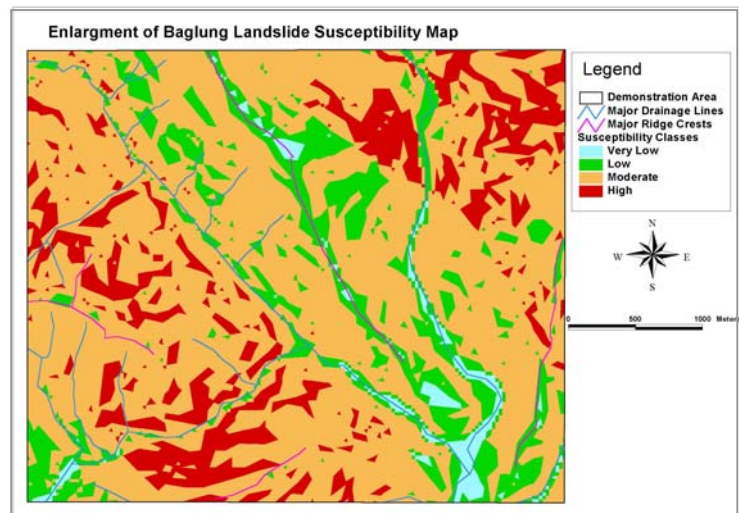 Enlargment of Baglung Landslide Susceptibility Map
Legend
Demonstration Area
Major Drainage Lines
Major Ridge Crests
Susceptibility Classes
Very Low
Low
Moderate
High
N
W E
S
0 500 1000 Meters